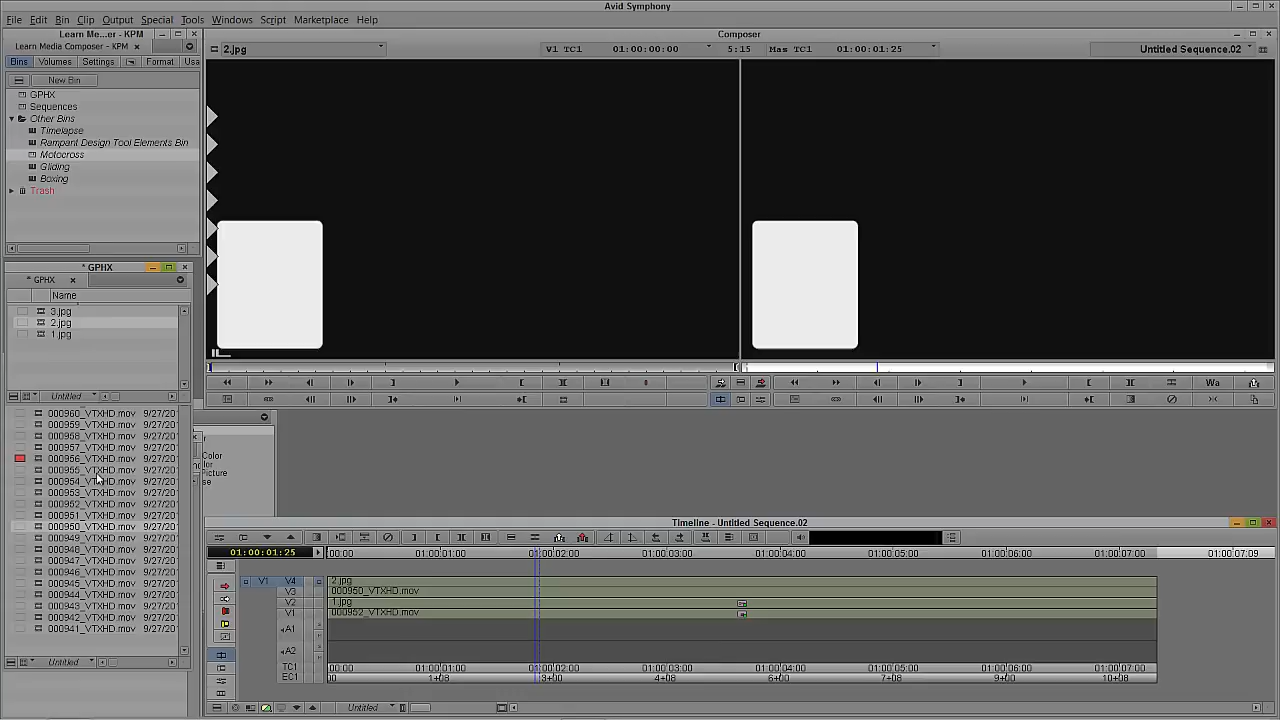 Avid Symphony
File Edit Bin Clip Output Special Tools Windows Script Marketplace Help
Learn Me...er - KPM
Composer
Learn Media Composer - KPM
2.jpg
V1 TC1 01:00:00:00
5:15
Mas TC1 01:00:01:25
Untitled Sequence.02
Bins Volumes Settings Format Usa
New Bin
GPHX
Sequences
Other Bins
Timelapse
Rampant Design Tool Elements Bin
Motocross
Gliding
Boxing
Trash
* GPHX
* GPHX
Name
3.jpg
2.jpg
1.jpg
Wa
Untitled
000960_VTXHD.mov 9/27/20
000959_VTXHD.mov 9/27/20
000958_VTXHD.mov 9/27/20
000957_VTXHD.mov 9/27/20
000956_VTXHD.mov 9/27/20
000955_VTXHD.mov 9/27/20
000954_VTXHD.mov 9/27/20
000953_VTXHD.mov 9/27/20
000952_VTXHD.mov 9/27/20
000951_VTXHD.mov 9/27/20
000950_VTXHD.mov 9/27/20
000949_VTXHD.mov 9/27/20
000948_VTXHD.mov 9/27/20
000947_VTXHD.mov 9/27/20
000946_VTXHD.mov 9/27/20
000945_VTXHD.mov 9/27/20
000944_VTXHD.mov 9/27/20
000943_VTXHD.mov 9/27/20
000942_VTXHD.mov 9/27/20
000941_VTXHD.mov 9/27/20
Untitled
Color
Picture
Timeline - Untitled Sequence.02
01:00:01:25
00:00 01:00:01:00 01:00:02:00 01:00:03:00 01:00:04:00 01:00:05:00 01:00:06:00 01:00:07:00 01:00:07:09
V1 V4 2.jpg
V3 000950_VTXHD.mov
V2 1.jpg
V1 000952_VTXHD.mov
A1
A2
TC1 00:00 01:00:01:00 01:00:02:00 01:00:03:00 01:00:04:00 01:00:05:00 01:00:06:00 01:00:07:00
EC1 1+08 3+00 4+08 6+00 7+08 9+00 10+08
Untitled